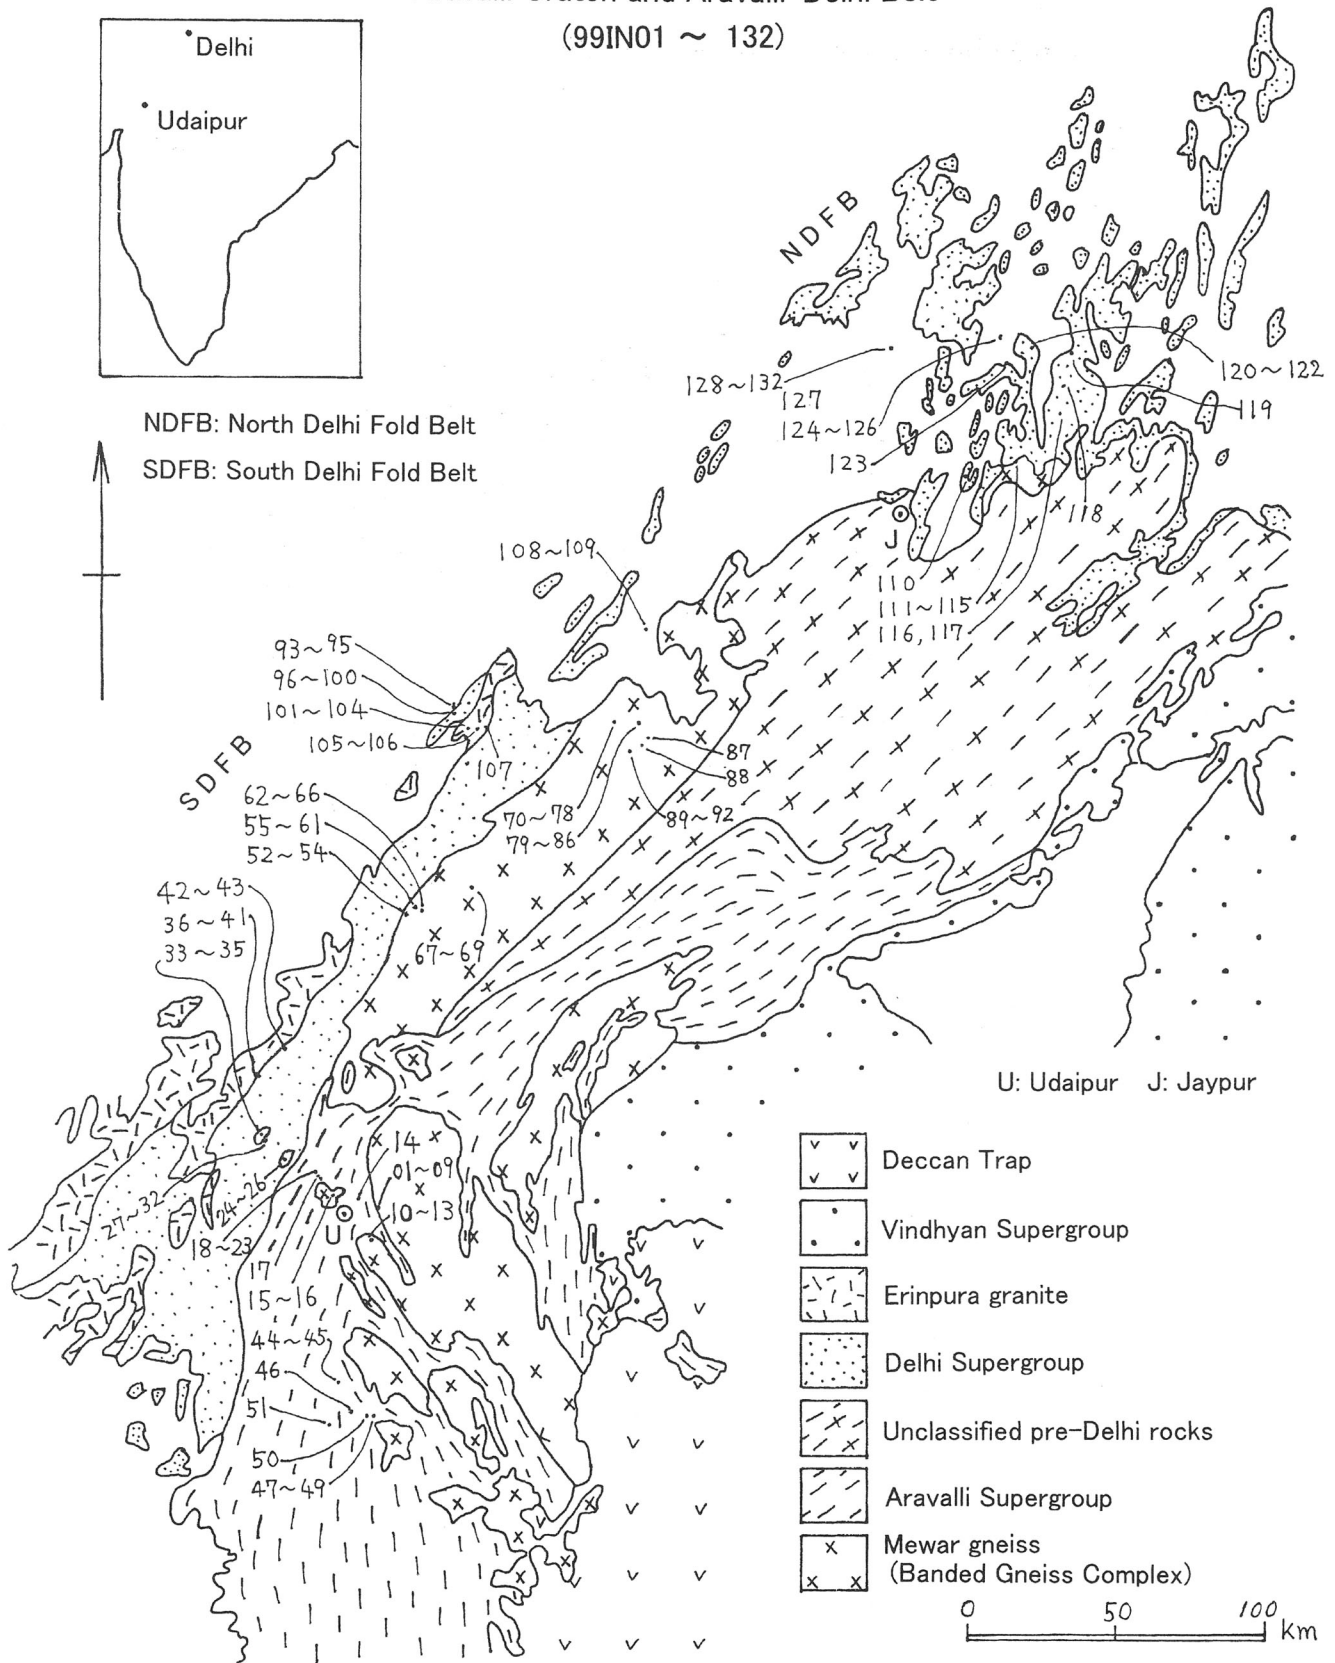 (99IN01 ~ 132)
Delhi
Udaipur
NDFB
128~132
127
124~126
123
120~122
119
118
NDFB: North Delhi Fold Belt
SDFB: South Delhi Fold Belt
J
108~109
110
111~115
116,117
93~95
96~100
101~104
105~106
107
SDFB
87
88
62~66
55~61
52~54
70~78
79~86
89~92
42~43
36~41
33~35
67~69
U: Udaipur J: Jaypur
14
01~09
10~13
27~32
24~26
18~23
U
17
15~16
44~45
46
51
50
47~49
Deccan Trap
Vindhyan Supergroup
Erinpura granite
Delhi Supergroup
Unclassified pre-Delhi rocks
Aravalli Supergroup
Mewar gneiss
(Banded Gneiss Complex)
0 50 100
km